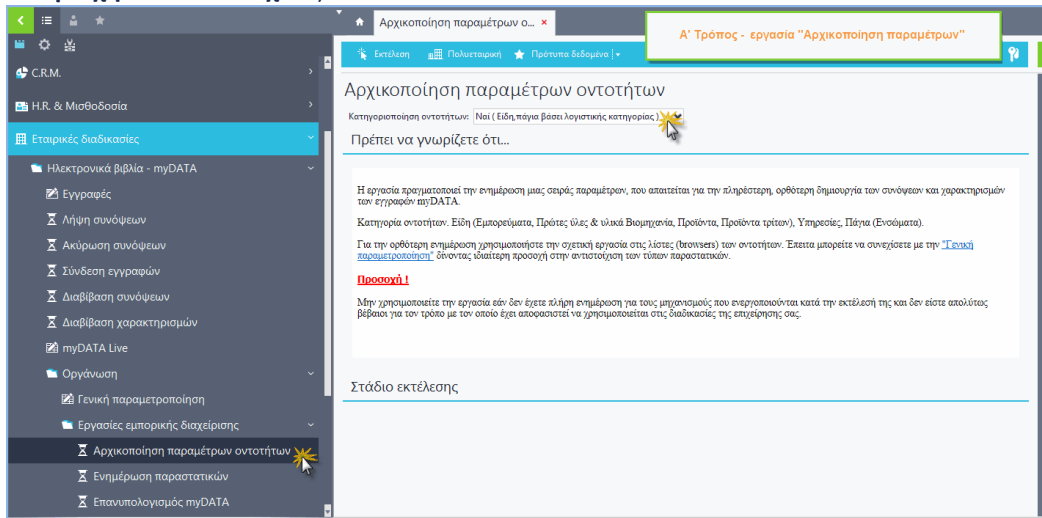 Αρχικοποίηση παραμέτρων ο... ×
Α' Τρόπος - εργασία "Αρχικοποίηση παραμέτρων"
Εκτέλεση Πολυεταιρική Πρότυπα δεδομένα
C.R.M.
H.R. & Μισθοδοσία
Εταιρικές διαδικασίες
Ηλεκτρονικά βιβλία - myDATA
Εγγραφές
Λήψη συνόψεων
Ακύρωση συνόψεων
Σύνδεση εγγραφών
Διαβίβαση συνόψεων
Διαβίβαση χαρακτηρισμών
myDATA Live
Οργάνωση
Γενική παραμετροποίηση
Εργασίες εμπορικής διαχείρισης
Αρχικοποίηση παραμέτρων οντοτήτων
Ενημέρωση παραστατικών
Επανυπολογισμός myDATA
Αρχικοποίηση παραμέτρων οντοτήτων
Κατηγοριοποίηση οντοτήτων: Ναί ( Είδη,πάγια βάσει λογιστικής κατηγορίας )
Πρέπει να γνωρίζετε ότι...
Η εργασία πραγματοποιεί την ενημέρωση μιας σειράς παραμέτρων, που απαιτείται για την πληρέστερη, ορθότερη δημιουργία των συνόψεων και χαρακτηρισμών
των εγγραφών myDATA.
Κατηγορία οντοτήτων. Είδη (Εμπορεύματα, Πρώτες ύλες & υλικά Βιομηχανία, Προϊόντα, Προϊόντα τρίτων), Υπηρεσίες, Πάγια (Ενσώματα).
Για την ορθότερη ενημέρωση χρησιμοποιήστε την σχετική εργασία στις λίστες (browsers) των οντοτήτων. Έπειτα μπορείτε να συνεχίσετε με την "Γενική
παραμετροποίηση" δίνοντας ιδιαίτερη προσοχή στην αντιστοίχιση των τύπων παραστατικών.
Προσοχή !
Μην χρησιμοποιείτε την εργασία εάν δεν έχετε πλήρη ενημέρωση για τους μηχανισμούς που ενεργοποιούνται κατά την εκτέλεσή της και δεν είστε απολύτως
βέβαιοι για τον τρόπο με τον οποίο έχει αποφασιστεί να χρησιμοποιείται στις διαδικασίες της επιχείρησης σας.
Στάδιο εκτέλεσης